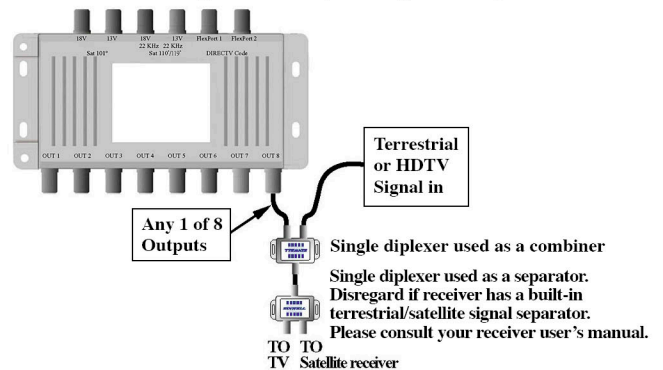 18V 13V 18V 13V FlexPort 1 FlexPort 2
22 KHz 22 KHz
Sat 101° Sat 110°/119° DIRECTV Code
OUT 1 OUT 2 OUT 3 OUT 4 OUT 5 OUT 6 OUT 7 OUT 8
Terrestrial
or HDTV
Signal in
Any 1 of 8
Outputs
Single diplexer used as a combiner
Single diplexer used as a separator.
Disregard if receiver has a built-in
terrestrial/satellite signal separator.
Please consult your receiver user's manual.
TO TO
TV Satellite receiver